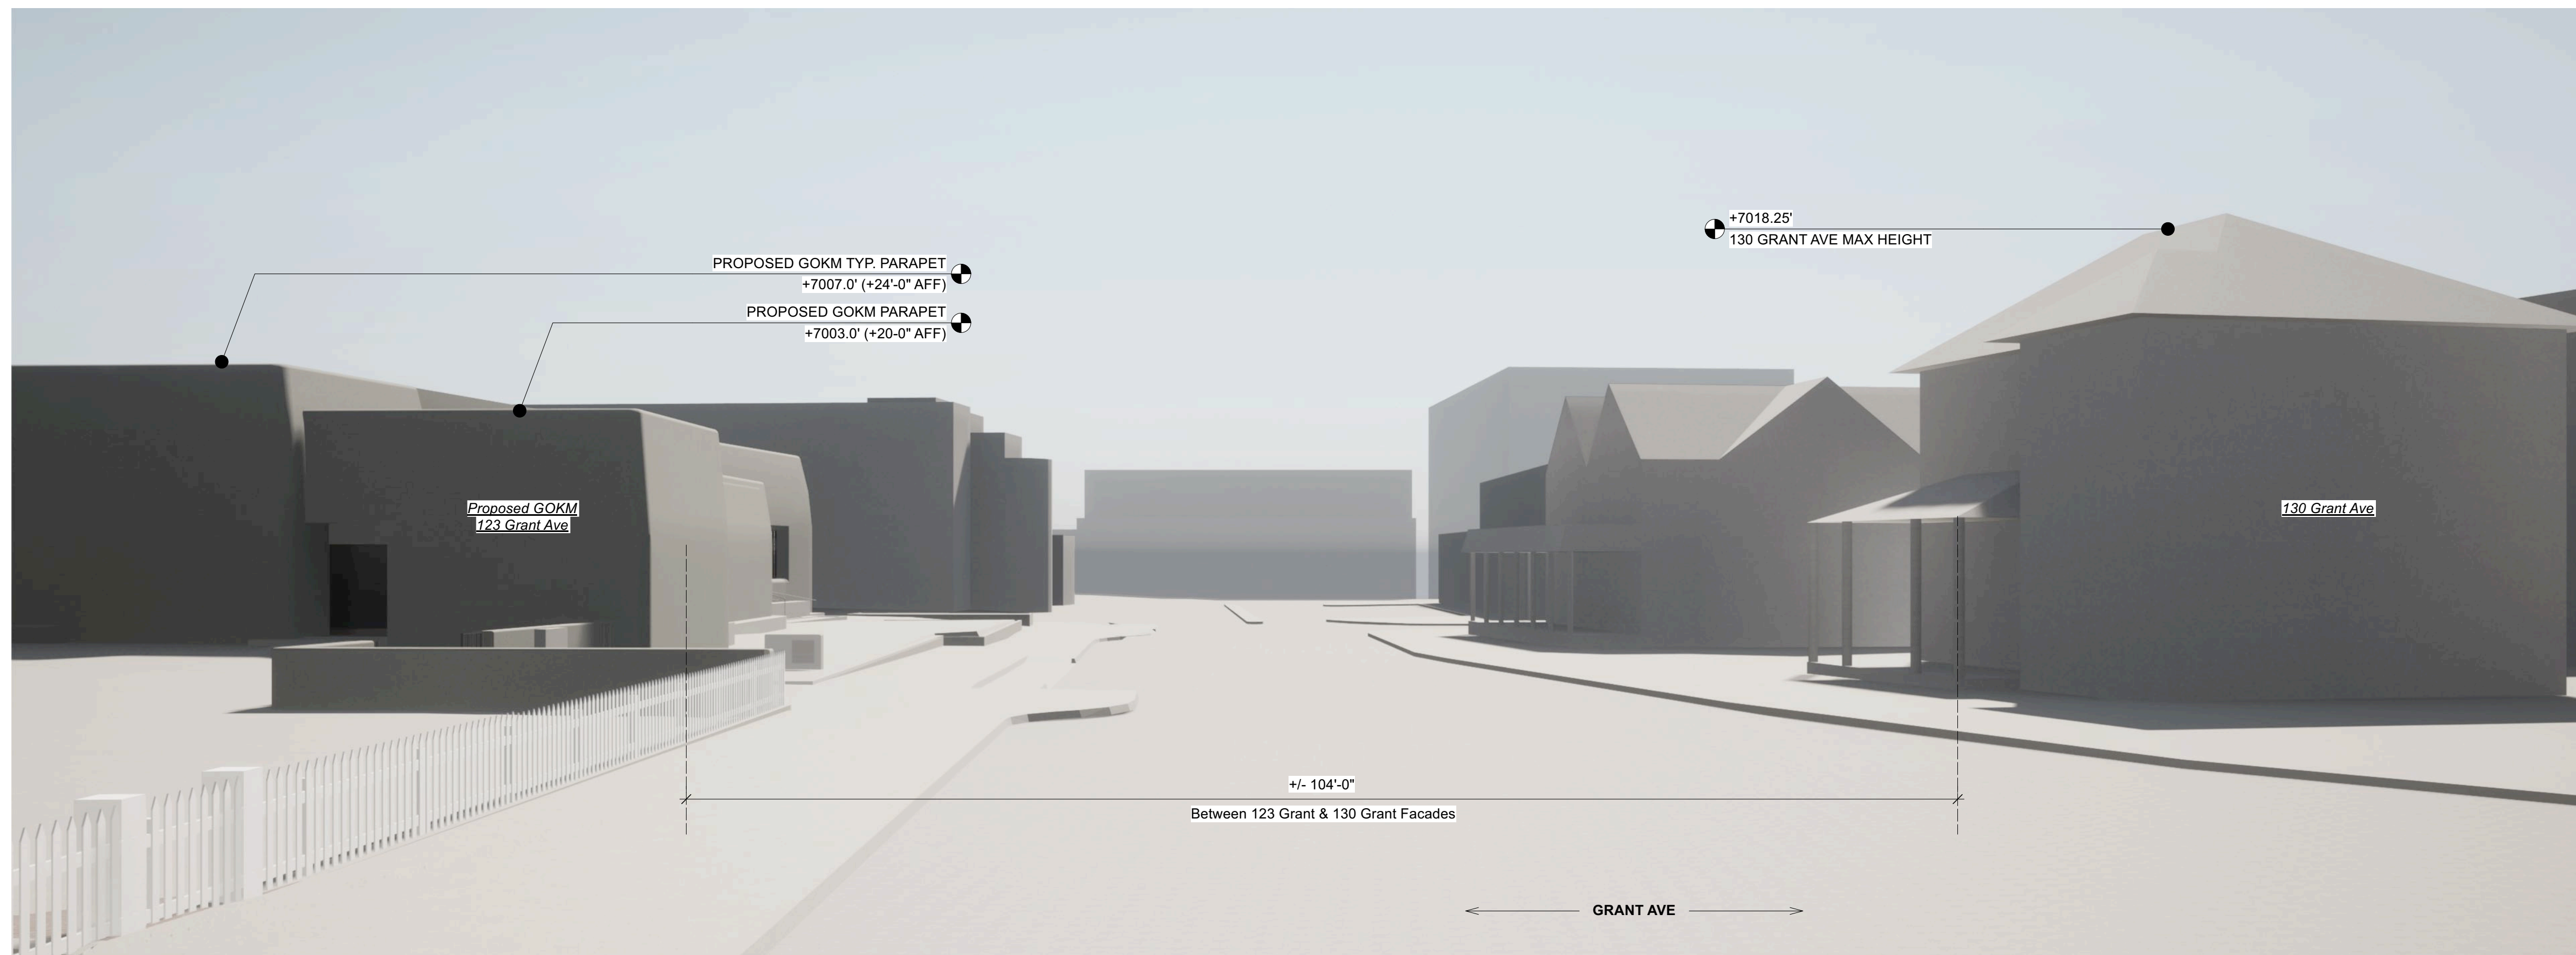 +7018.25'
130 GRANT AVE MAX HEIGHT
PROPOSED GOKM TYP. PARAPET
+7007.0' (+24'-0" AFF)
PROPOSED GOKM PARAPET
+7003.0' (+20-0" AFF)
Proposed GOKM
123 Grant Ave
130 Grant Ave
+/- 104'-0"
Between 123 Grant & 130 Grant Facades
GRANT AVE